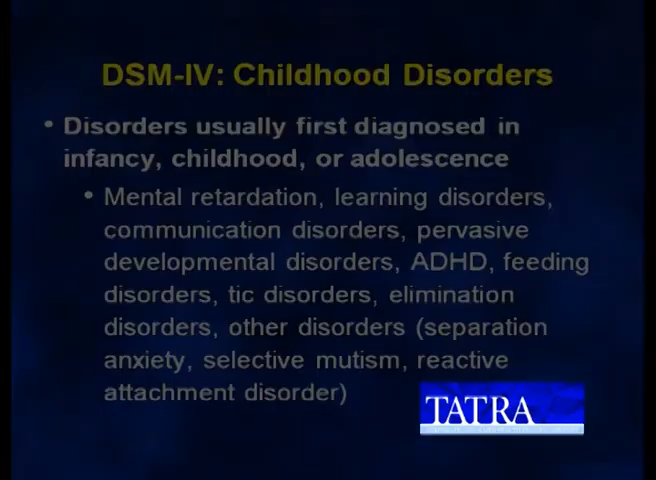 DSM-IV: Childhood Disorders
• Disorders usually first diagnosed in
infancy, childhood, or adolescence
• Mental retardation, learning disorders,
communication disorders, pervasive
developmental disorders, ADHD, feeding
disorders, tic disorders, elimination
disorders, other disorders (separation
anxiety, selective mutism, reactive
attachment disorder)
TATRA